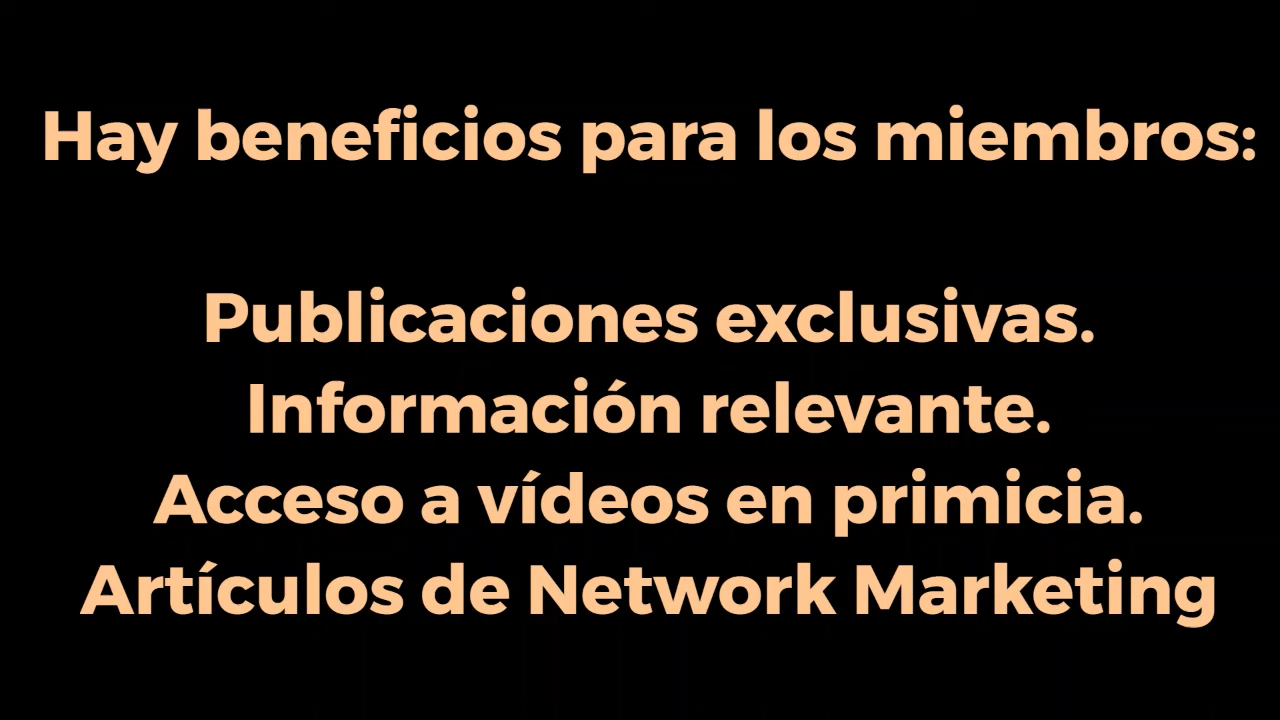 Hay beneficios para los miembros:
Publicaciones exclusivas.
Información relevante.
Acceso a vídeos en primicia.
Artículos de Network Marketing